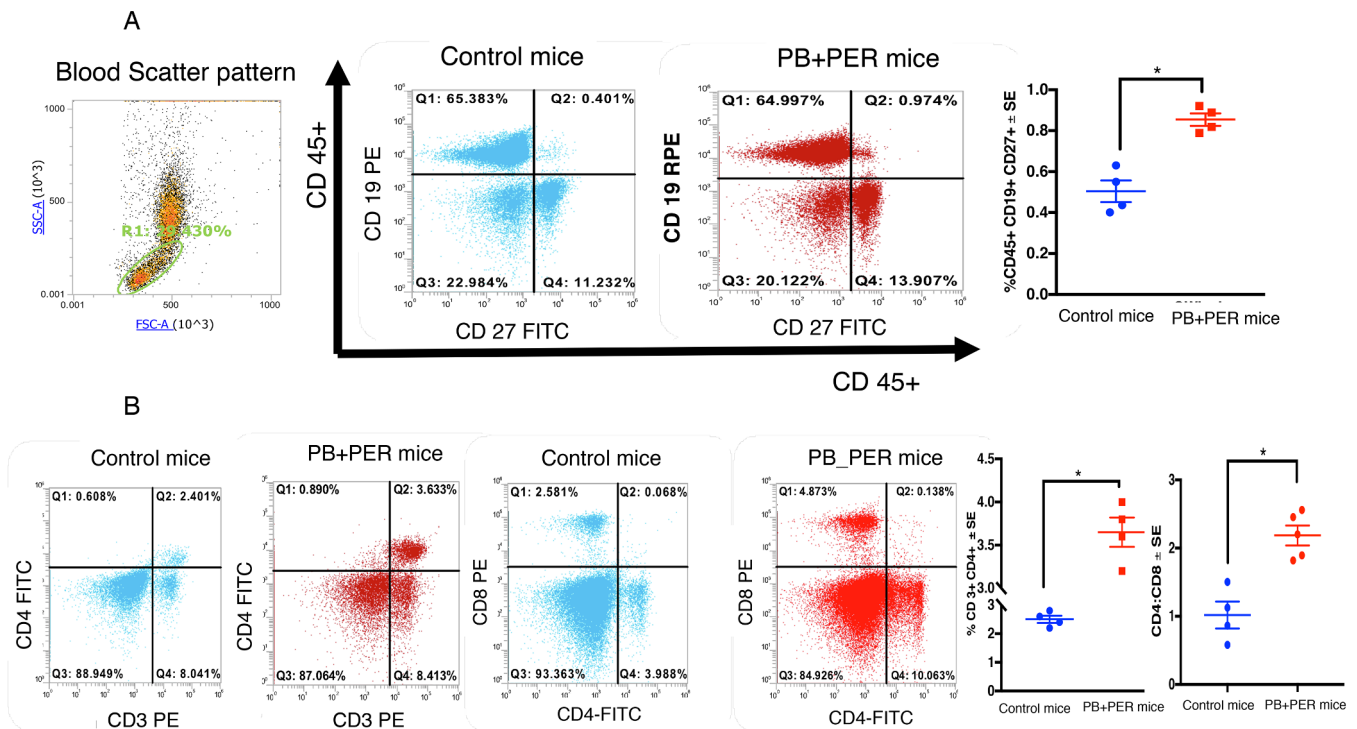 A
Blood Scatter pattern
1000
500
0.001
SSC-A (10^3)
0.001
500
1000
FSC-A (10^3)
CD 45+
CD 45+
Control mice
Q1: 65.383%
Q2: 0.401%
Q3: 22.984%
Q4: 11.232%
CD 19 PE
CD 27 FITC
PB+PER mice
Q1: 64.997%
Q2: 0.974%
Q3: 20.122%
Q4: 13.907%
CD 19 RPE
CD 27 FITC
*
1.0
0.8
0.6
0.4
0.2
0.0
%CD45+ CD19+ CD27+ ± SE
Control mice
PB+PER mice
B
Control mice
Q1: 0.608%
Q2: 2.401%
Q3: 88.949%
Q4: 8.041%
CD4 FITC
CD3 PE
PB+PER mice
Q1: 0.890%
Q2: 3.633%
Q3: 87.064%
Q4: 8.413%
CD4 FITC
CD3 PE
Control mice
Q1: 2.581%
Q2: 0.068%
Q3: 93.363%
Q4: 3.988%
CD8 PE
CD4-FITC
PB_PER mice
Q1: 4.873%
Q2: 0.138%
Q3: 84.926%
Q4: 10.063%
CD8 PE
CD4-FITC
*
4.5
4.0
3.5
3.0
3
2
1
0
% CD 3+ CD4+ ± SE
Control mice
PB+PER mice
*
3
2
1
0
CD4:CD8 ± SE
Control mice
PB+PER mice